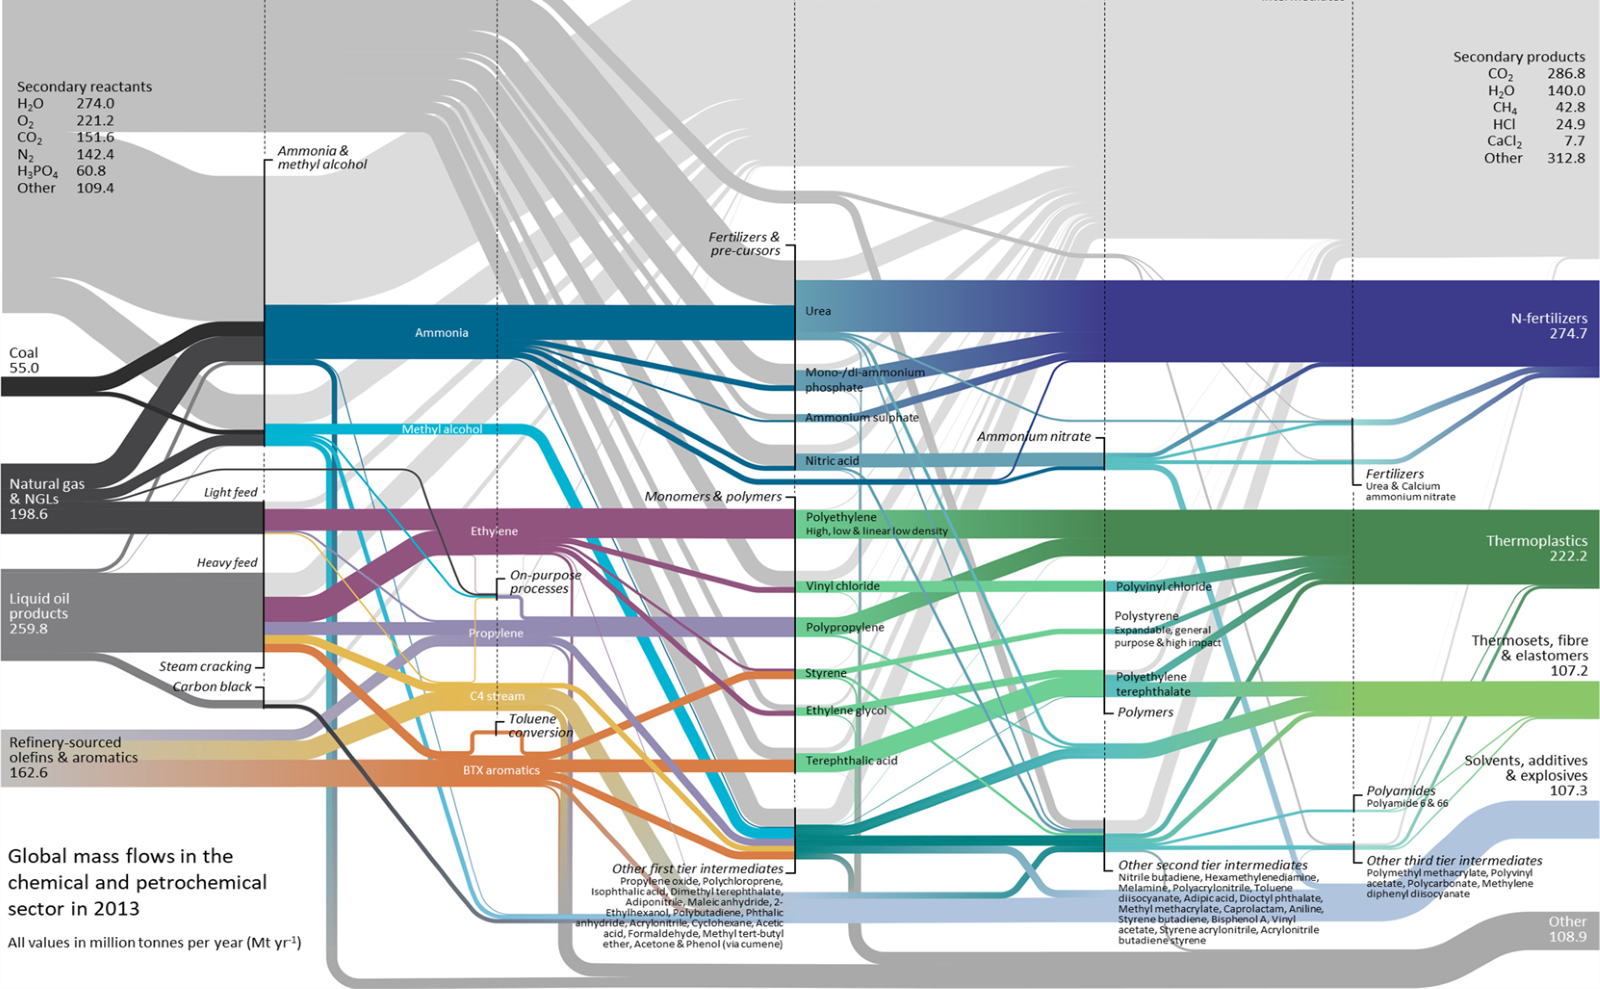 Secondary reactants
H₂O 274.0
O₂ 221.2
CO₂ 151.6
N₂ 142.4
H₃PO₄ 60.8
Other 109.4
Secondary products
CO₂ 286.8
H₂O 140.0
CH₄ 42.8
HCl 24.9
CaCl₂ 7.7
Other 312.8
Ammonia &
methyl alcohol
Fertilizers &
pre-cursors
Coal
55.0
Natural gas
& NGLs
198.6
Liquid oil
products
259.8
Refinery-sourced
olefins & aromatics
162.6
Light feed
Heavy feed
Steam cracking
Carbon black
Ammonia
Methyl alcohol
Ethylene
On-purpose
processes
Propylene
C4 stream
Toluene
conversion
BTX aromatics
Urea
Mono-/di-ammonium
phosphate
Ammonium sulphate
Nitric acid
Ammonium nitrate
Monomers & polymers
Polyethylene
High, low & linear low density
Vinyl chloride
Polypropylene
Styrene
Ethylene glycol
Terephthalic acid
Polyvinyl chloride
Polystyrene
Expandable, general
purpose & high impact
Polyethylene
terephthalate
Polymers
Fertilizers
Urea & Calcium
ammonium nitrate
N-fertilizers
274.7
Thermoplastics
222.2
Thermosets, fibre
& elastomers
107.2
Solvents, additives
& explosives
107.3
Other
108.9
Polyamides
Polyamide 6 & 66
Other first tier intermediates
Propylene oxide, Polychloroprene,
Isophthalic acid, Dimethyl terephthalate,
Adiponitrile, Maleic anhydride, 2-
Ethylhexanol, Polybutadiene, Phthalic
anhydride, Acrylonitrile, Cyclohexane, Acetic
acid, Formaldehyde, Methyl tert-butyl
ether, Acetone & Phenol (via cumene)
Other second tier intermediates
Nitrile butadiene, Hexamethylenediamine,
Melamine, Polyacrylonitrile, Toluene
diisocyanate, Adipic acid, Dioctyl phthalate,
Methyl methacrylate, Caprolactam, Aniline,
Styrene butadiene, Bisphenol A, Vinyl
acetate, Styrene acrylonitrile, Acrylonitrile
butadiene styrene
Other third tier intermediates
Polymethyl methacrylate, Polyvinyl
acetate, Polycarbonate, Methylene
diphenyl diisocyanate
Global mass flows in the
chemical and petrochemical
sector in 2013
All values in million tonnes per year (Mt yr⁻¹)